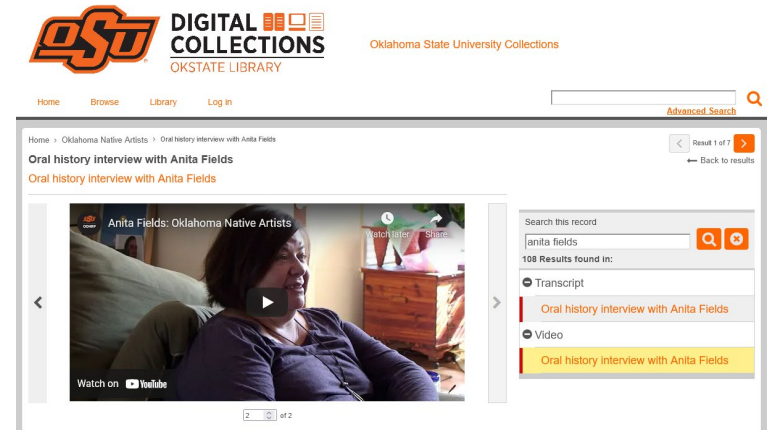 OSU
DIGITAL
COLLECTIONS
OKSTATE LIBRARY
Oklahoma State University Collections
Home Browse Library Log in
Advanced Search
Home › Oklahoma Native Artists › Oral history interview with Anita Fields
Result 1 of 7
Back to results
Oral history interview with Anita Fields
Oral history interview with Anita Fields
Anita Fields: Oklahoma Native Artists
Watch later Share
Watch on YouTube
2 of 2
Search this record
anita fields
108 Results found in:
Transcript
Oral history interview with Anita Fields
Video
Oral history interview with Anita Fields